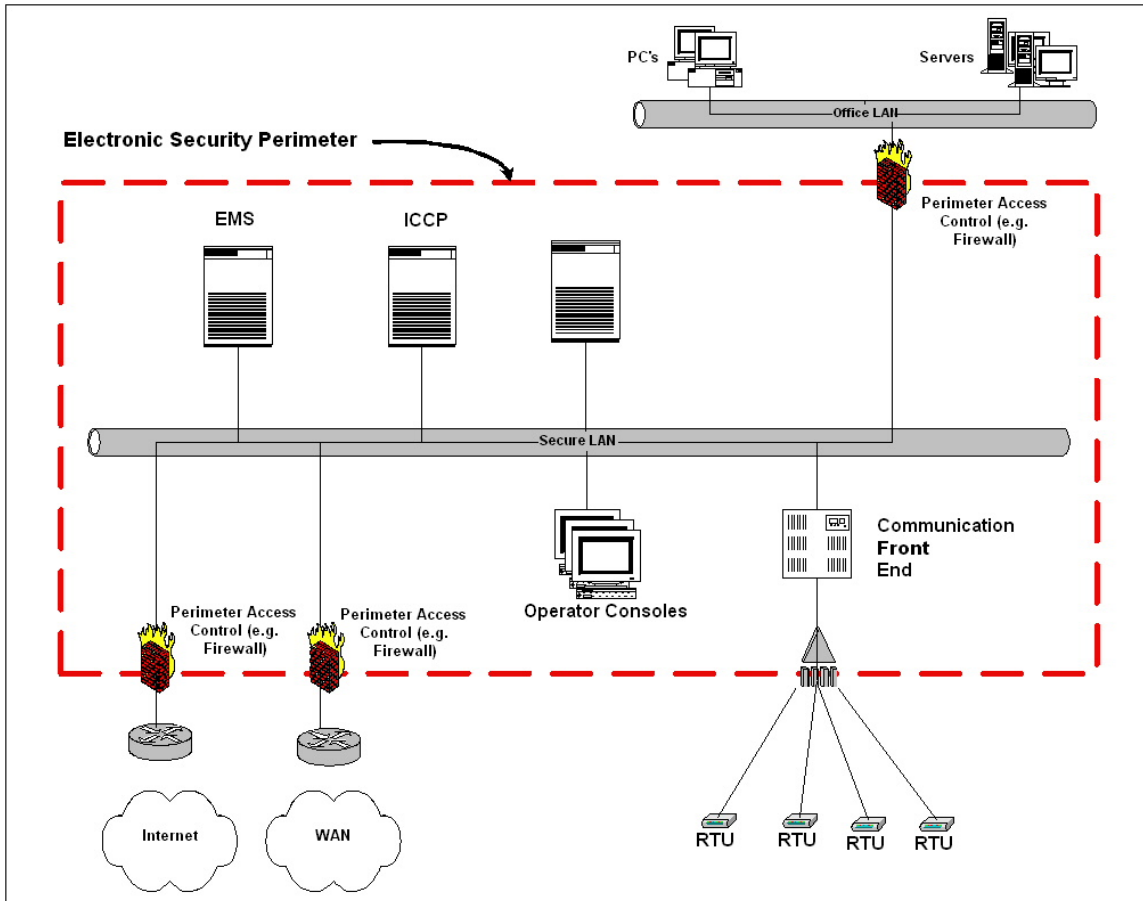 PC's
Servers
Office LAN
Electronic Security Perimeter
Perimeter Access
Control (e.g.
Firewall)
EMS
ICCP
Secure LAN
Communication
Front
End
Operator Consoles
Perimeter Access
Control (e.g.
Firewall)
Perimeter Access
Control (e.g.
Firewall)
Internet
WAN
RTU
RTU
RTU
RTU